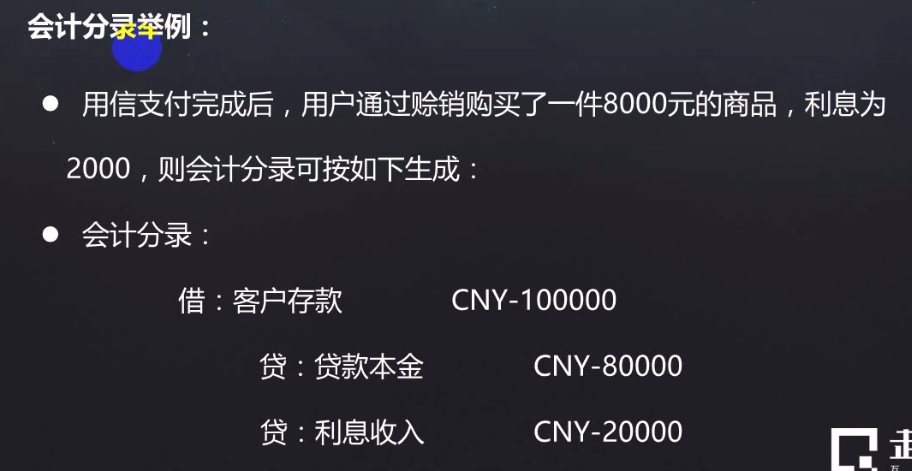 会计分录举例：
● 用信支付完成后，用户通过赊销购买了一件8000元的商品，利息为
2000，则会计分录可按如下生成：
● 会计分录：
借：客户存款 CNY-100000
贷：贷款本金 CNY-80000
贷：利息收入 CNY-20000